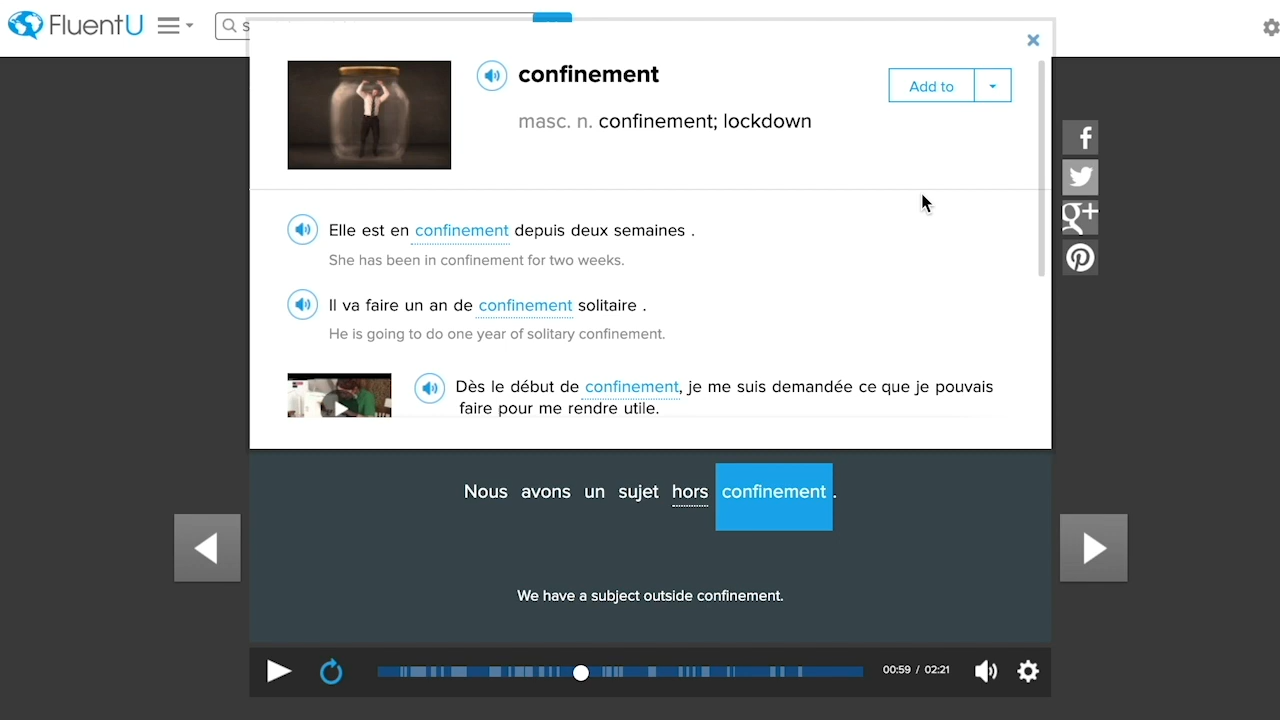 FluentU
S
confinement
masc. n. confinement; lockdown
Add to
Elle est en confinement depuis deux semaines .
She has been in confinement for two weeks.
Il va faire un an de confinement solitaire .
He is going to do one year of solitary confinement.
Dès le début de confinement, je me suis demandée ce que je pouvais
faire pour me rendre utile.
Nous avons un sujet hors confinement .
We have a subject outside confinement.
00:59 / 02:21
f
g+